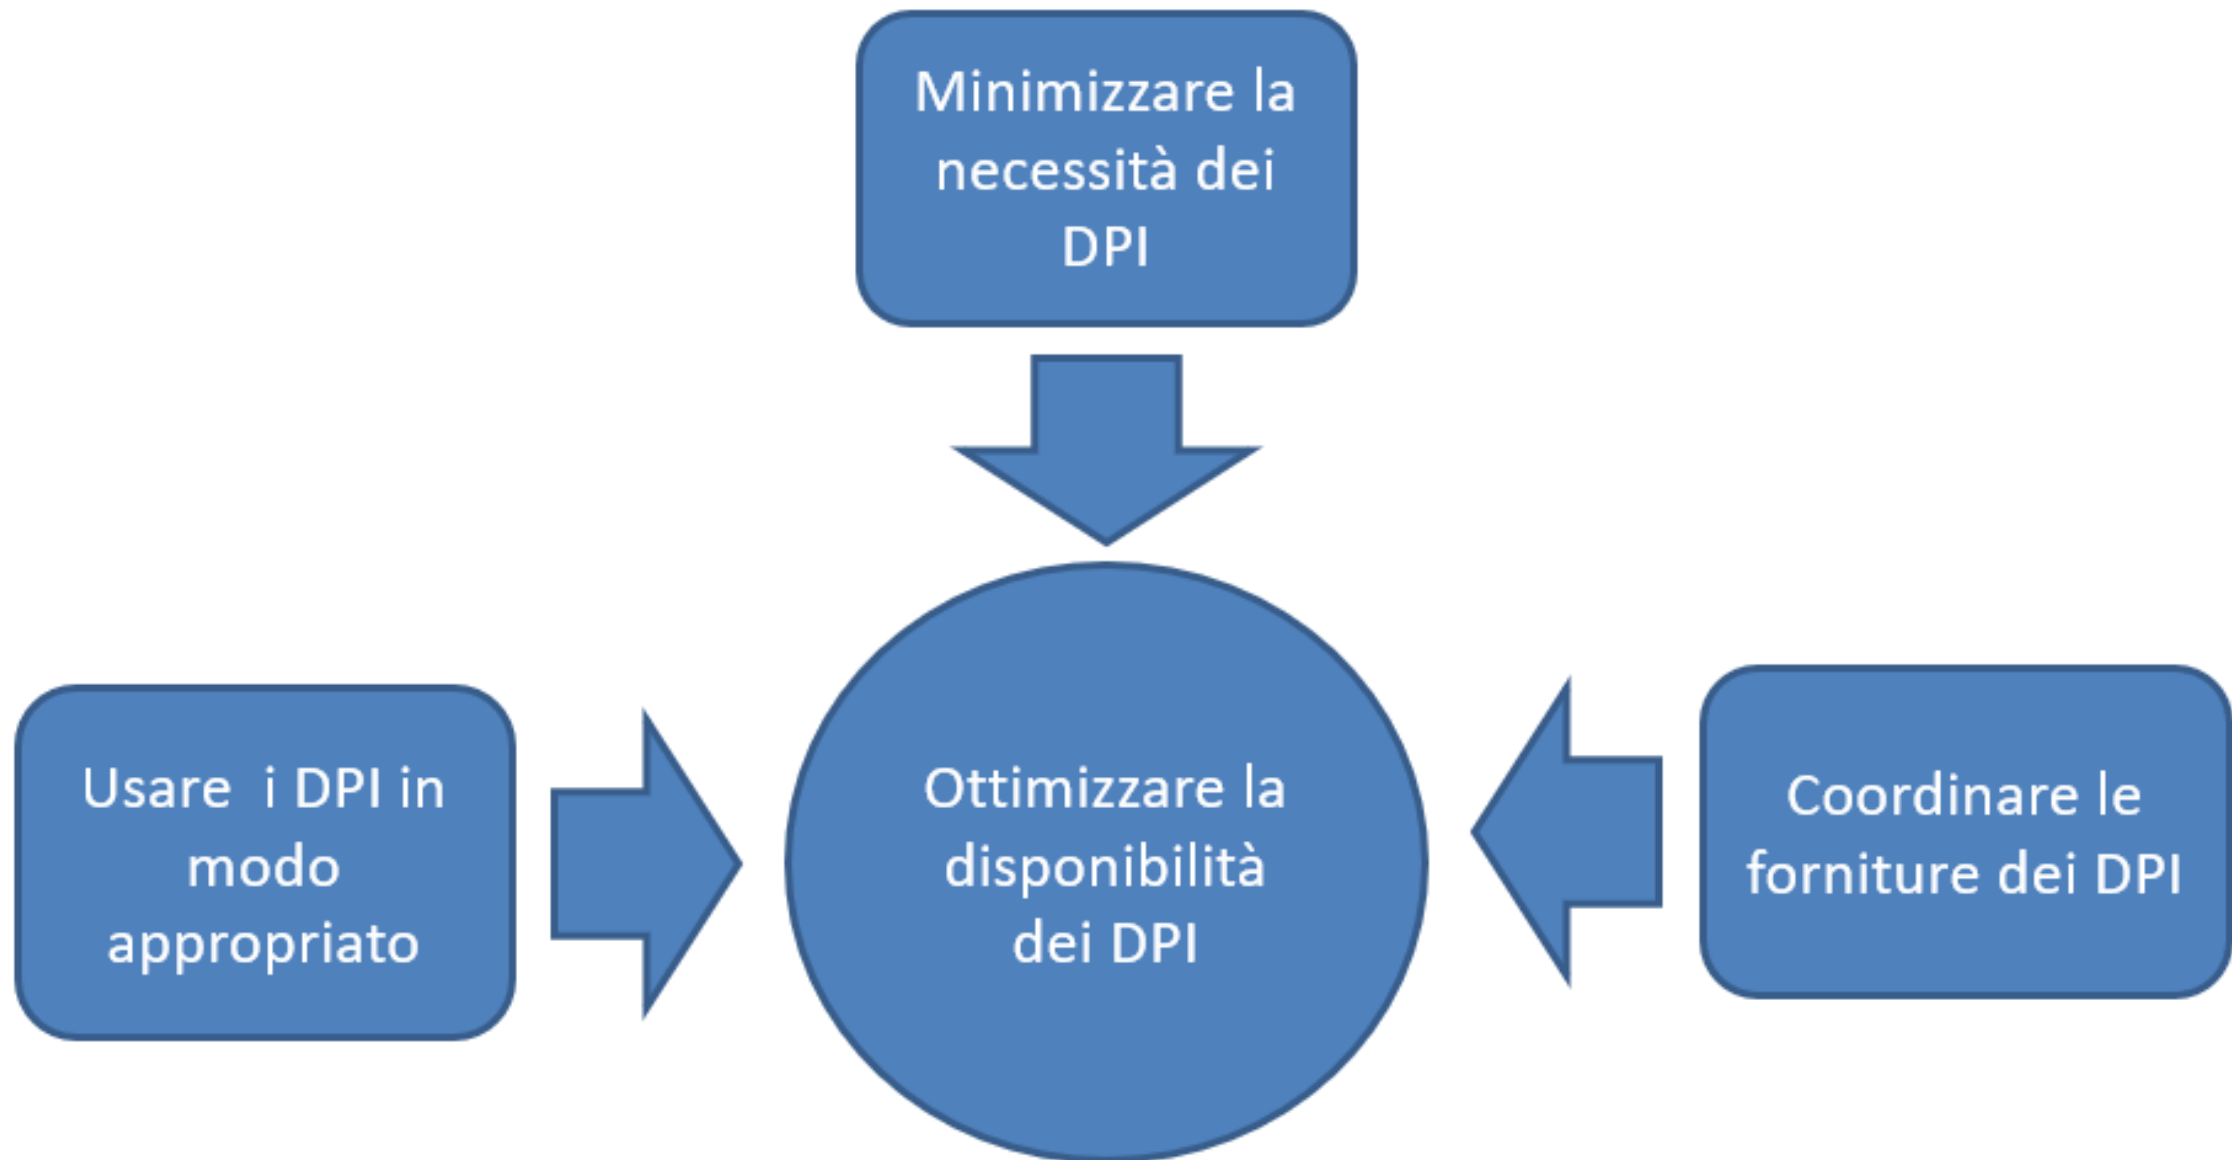 Minimizzare la
necessità dei
DPI
Usare  i DPI in
modo
appropriato
Ottimizzare la
disponibilità
dei DPI
Coordinare le
forniture dei DPI